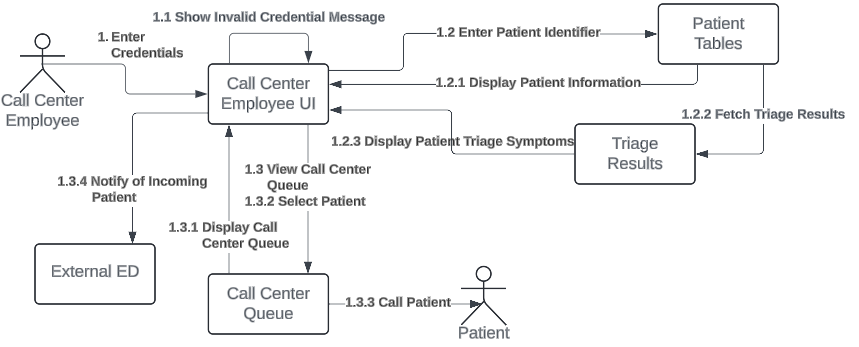 1.1 Show Invalid Credential Message
1. Enter
Credentials
1.2 Enter Patient Identifier
Patient
Tables
Call Center
Employee
Call Center
Employee UI
1.2.1 Display Patient Information
1.2.2 Fetch Triage Results
1.2.3 Display Patient Triage Symptoms
Triage
Results
1.3 View Call Center
Queue
1.3.2 Select Patient
1.3.4 Notify of Incoming
Patient
1.3.1 Display Call
Center Queue
External ED
Call Center
Queue
1.3.3 Call Patient
Patient